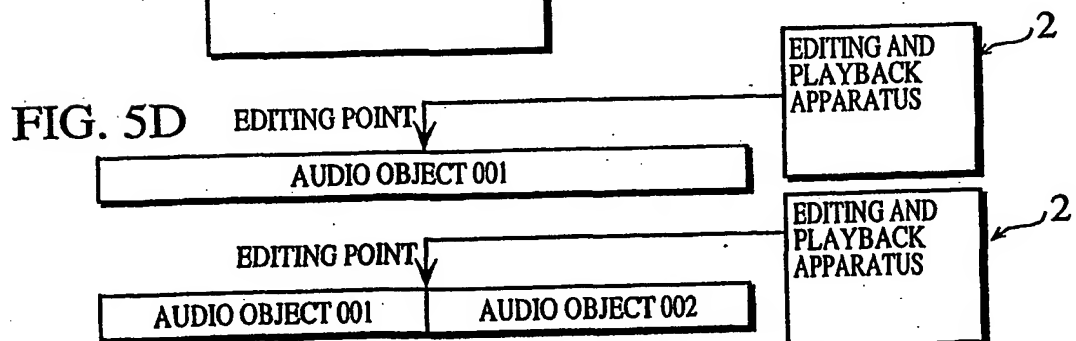 2
EDITING AND
PLAYBACK
APPARATUS
FIG. 5D
EDITING POINT
AUDIO OBJECT 001
2
EDITING AND
PLAYBACK
APPARATUS
EDITING POINT
AUDIO OBJECT 001
AUDIO OBJECT 002